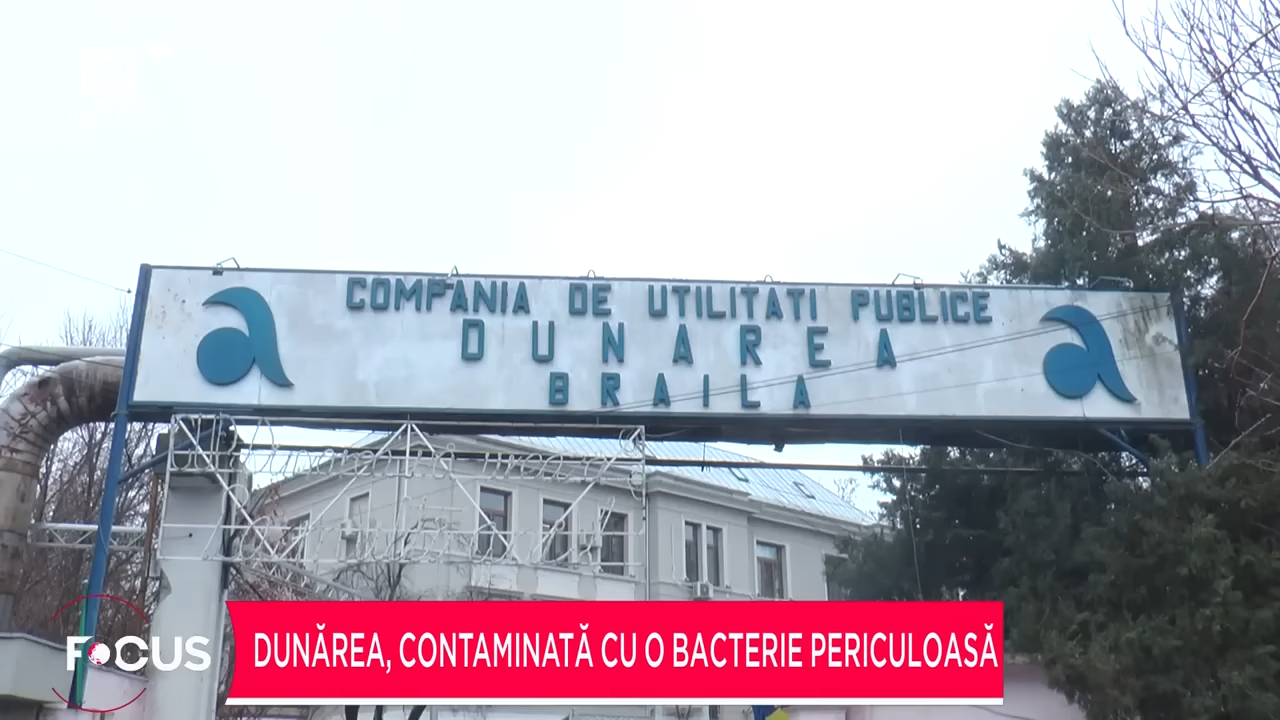 COMPANIA DE UTILITATI PUBLICE
DUNAREA
BRAILA
FOCUS
DUNĂREA, CONTAMINATĂ CU O BACTERIE PERICULOASĂ